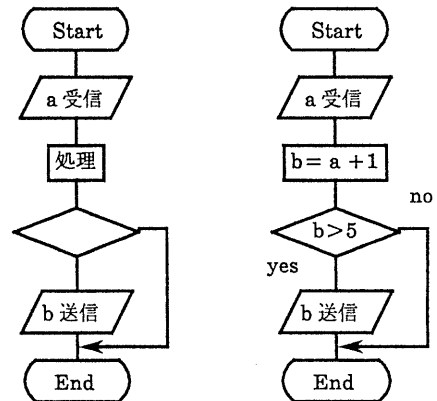 Start
a 受信
処理
b 送信
End
Start
a 受信
b = a + 1
b > 5
no
yes
b 送信
End